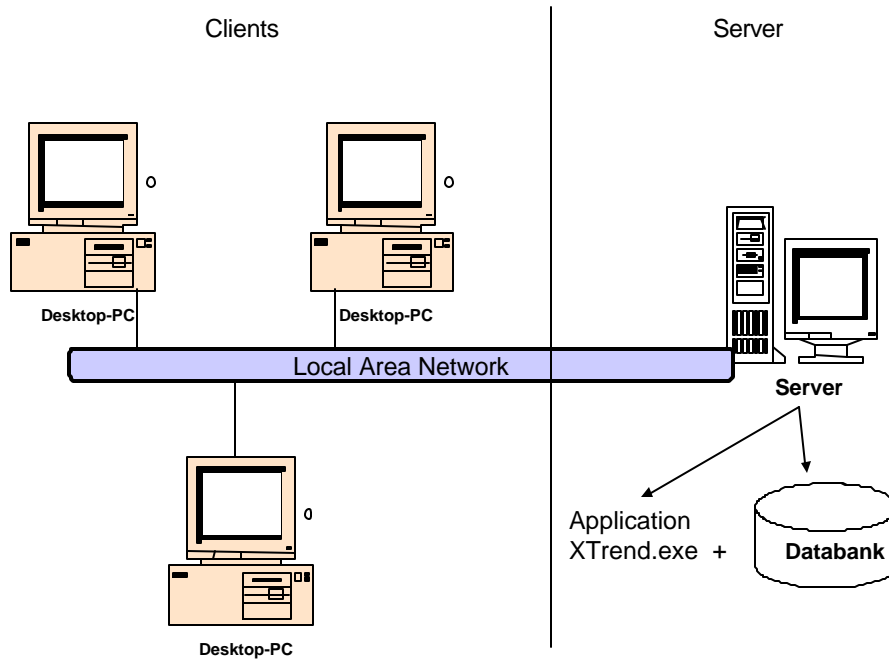 Clients
Server
Desktop-PC
Desktop-PC
Local Area Network
Server
Application
XTrend.exe +
Databank
Desktop-PC